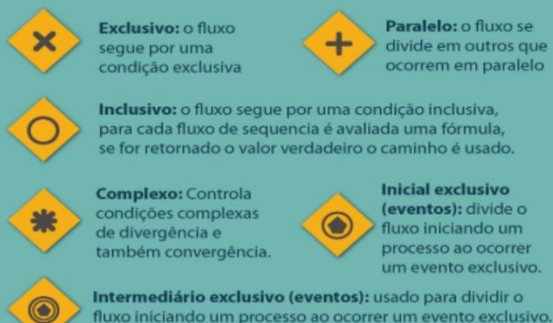 Exclusivo: o fluxo
segue por uma
condição exclusiva
Paralelo: o fluxo se
divide em outros que
ocorrem em paralelo
Inclusivo: o fluxo segue por uma condição inclusiva,
para cada fluxo de sequencia é avaliada uma fórmula,
se for retornado o valor verdadeiro o caminho é usado.
Complexo: Controla
condições complexas
de divergência e
também convergência.
Inicial exclusivo
(eventos): divide o
fluxo iniciando um
processo ao ocorrer
um evento exclusivo.
Intermediário exclusivo (eventos): usado para dividir o
fluxo iniciando um processo ao ocorrer um evento exclusivo.